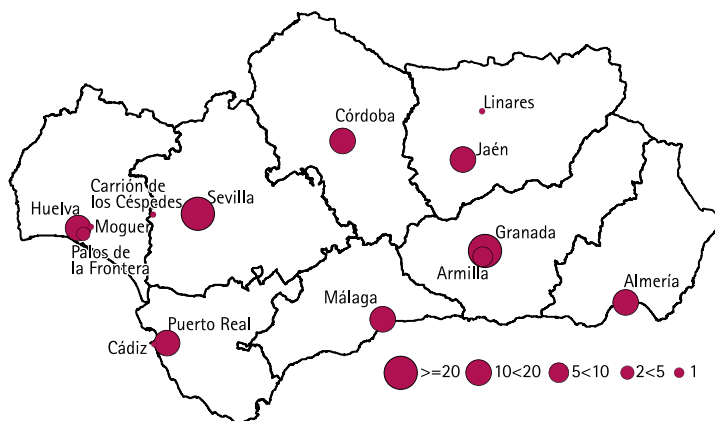 Linares
Córdoba
Jaén
Carrión de
los Céspedes
Sevilla
Huelva
Moguer
Palos de
la Frontera
Granada
Armilla
Almería
Málaga
Puerto Real
Cádiz
>=20 10<20 5<10 2<5 1